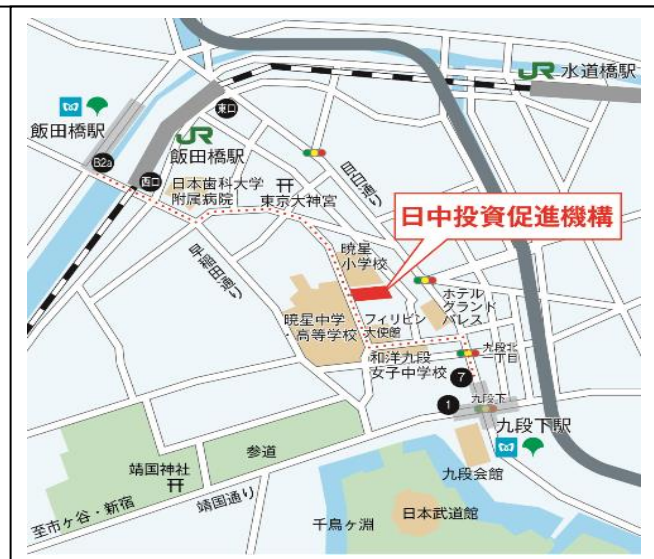 JR 水道橋駅
飯田橋駅
東口
JR
飯田橋駅
B2a
西口
日本歯科大学
附属病院
東京大神宮
目白通り
早稲田通り
日中投資促進機構
暁星
小学校
暁星中学
高等学校
フィリピン
大使館
ホテル
グランド
パレス
和洋九段
女子中学校
九段北
一丁目
7
1
九段下
九段下駅
九段会館
参道
靖国神社
靖国通り
至市ヶ谷・新宿
千鳥ヶ淵
日本武道館